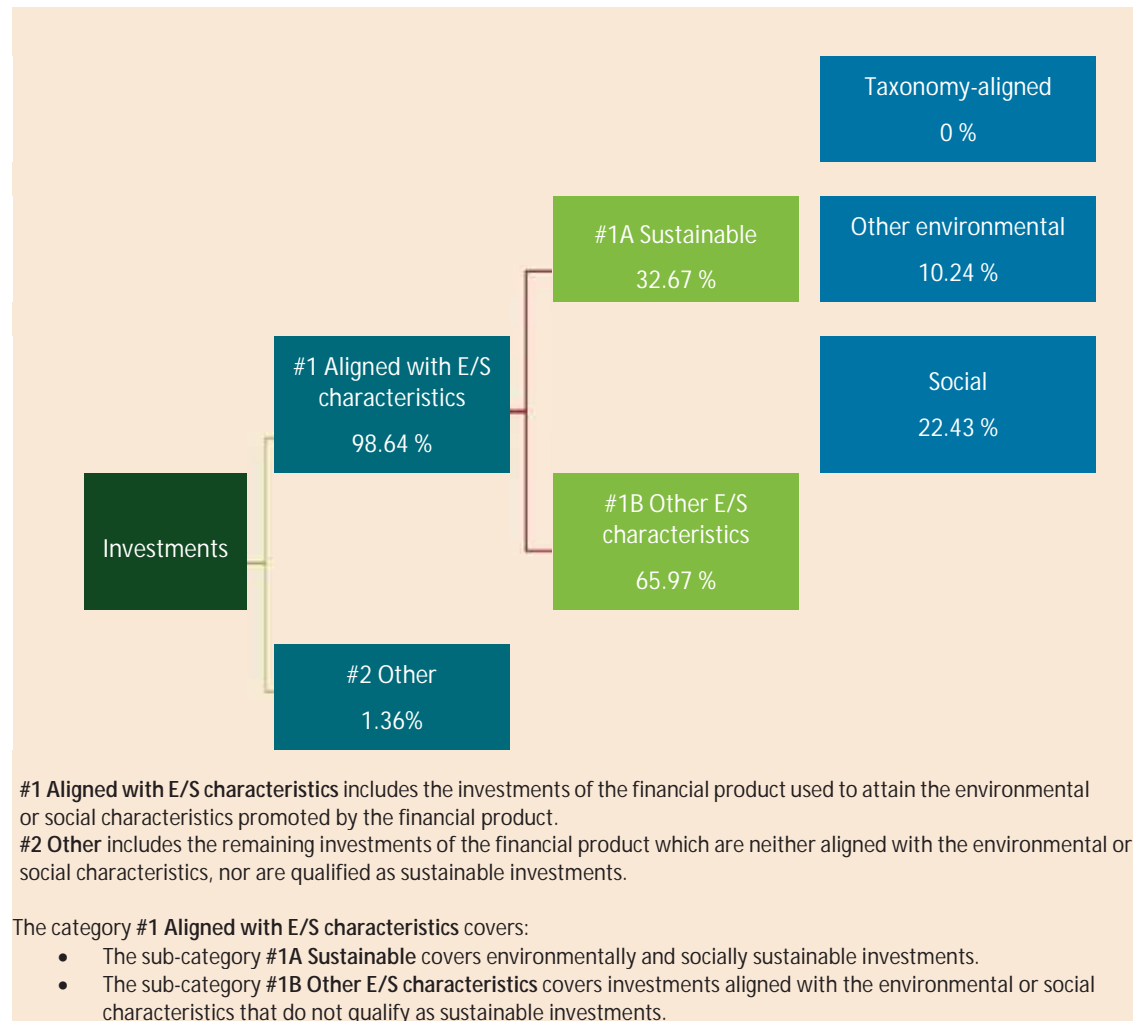 Taxonomy-aligned
0 %
#1A Sustainable
32.67 %
Other environmental
10.24 %
#1 Aligned with E/S
characteristics
98.64 %
Social
22.43 %
Investments
#1B Other E/S
characteristics
65.97 %
#2 Other
1.36%
#1 Aligned with E/S characteristics includes the investments of the financial product used to attain the environmental
or social characteristics promoted by the financial product.
#2 Other includes the remaining investments of the financial product which are neither aligned with the environmental or
social characteristics, nor are qualified as sustainable investments.
The category #1 Aligned with E/S characteristics covers:
• The sub-category #1A Sustainable covers environmentally and socially sustainable investments.
• The sub-category #1B Other E/S characteristics covers investments aligned with the environmental or social
characteristics that do not qualify as sustainable investments.